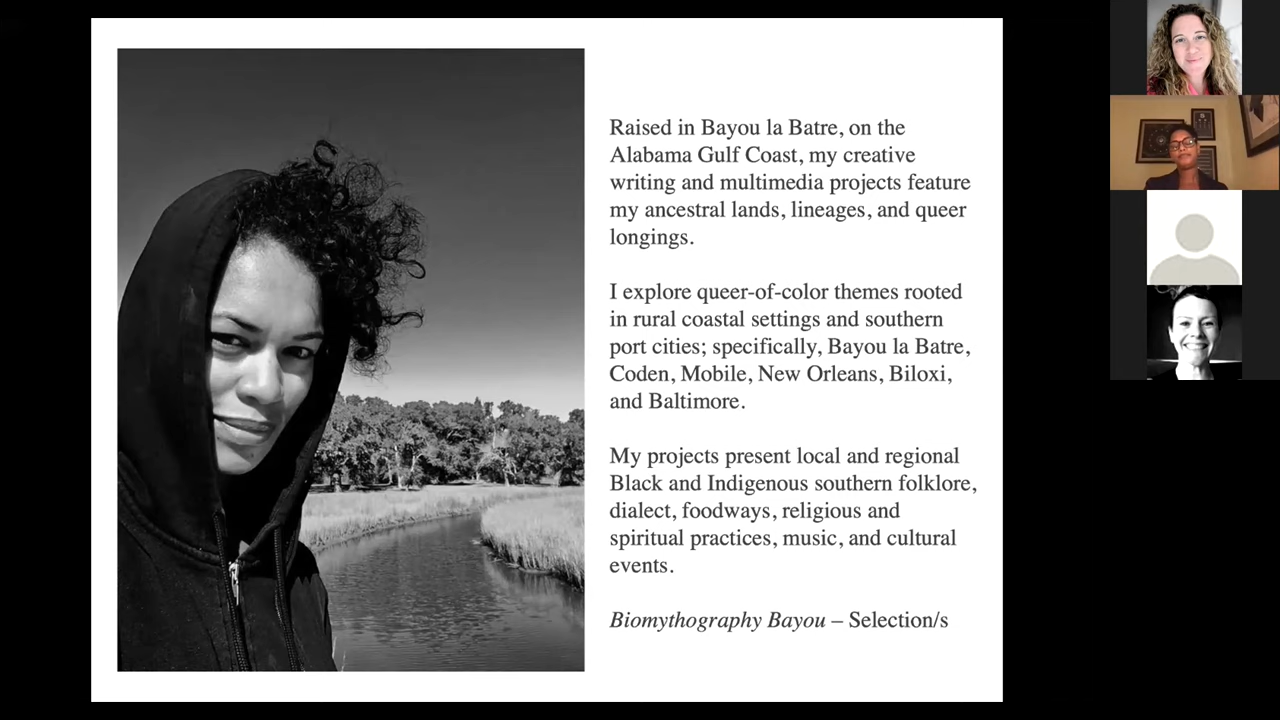 Raised in Bayou la Batre, on the
Alabama Gulf Coast, my creative
writing and multimedia projects feature
my ancestral lands, lineages, and queer
longings.
I explore queer-of-color themes rooted
in rural coastal settings and southern
port cities; specifically, Bayou la Batre,
Coden, Mobile, New Orleans, Biloxi,
and Baltimore.
My projects present local and regional
Black and Indigenous southern folklore,
dialect, foodways, religious and
spiritual practices, music, and cultural
events.
Biomythography Bayou – Selection/s